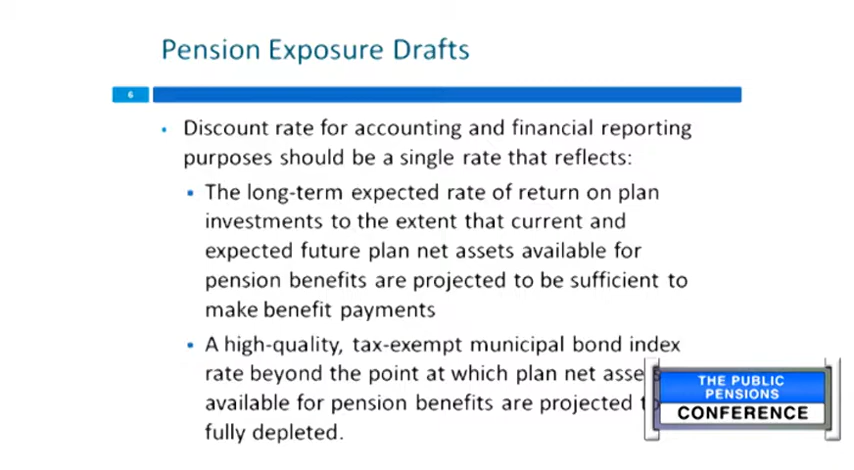 Pension Exposure Drafts
6
• Discount rate for accounting and financial reporting
purposes should be a single rate that reflects:
• The long-term expected rate of return on plan
investments to the extent that current and
expected future plan net assets available for
pension benefits are projected to be sufficient to
make benefit payments
• A high-quality, tax-exempt municipal bond index
rate beyond the point at which plan net assets
available for pension benefits are projected
fully depleted.
THE PUBLIC
PENSIONS
CONFERENCE